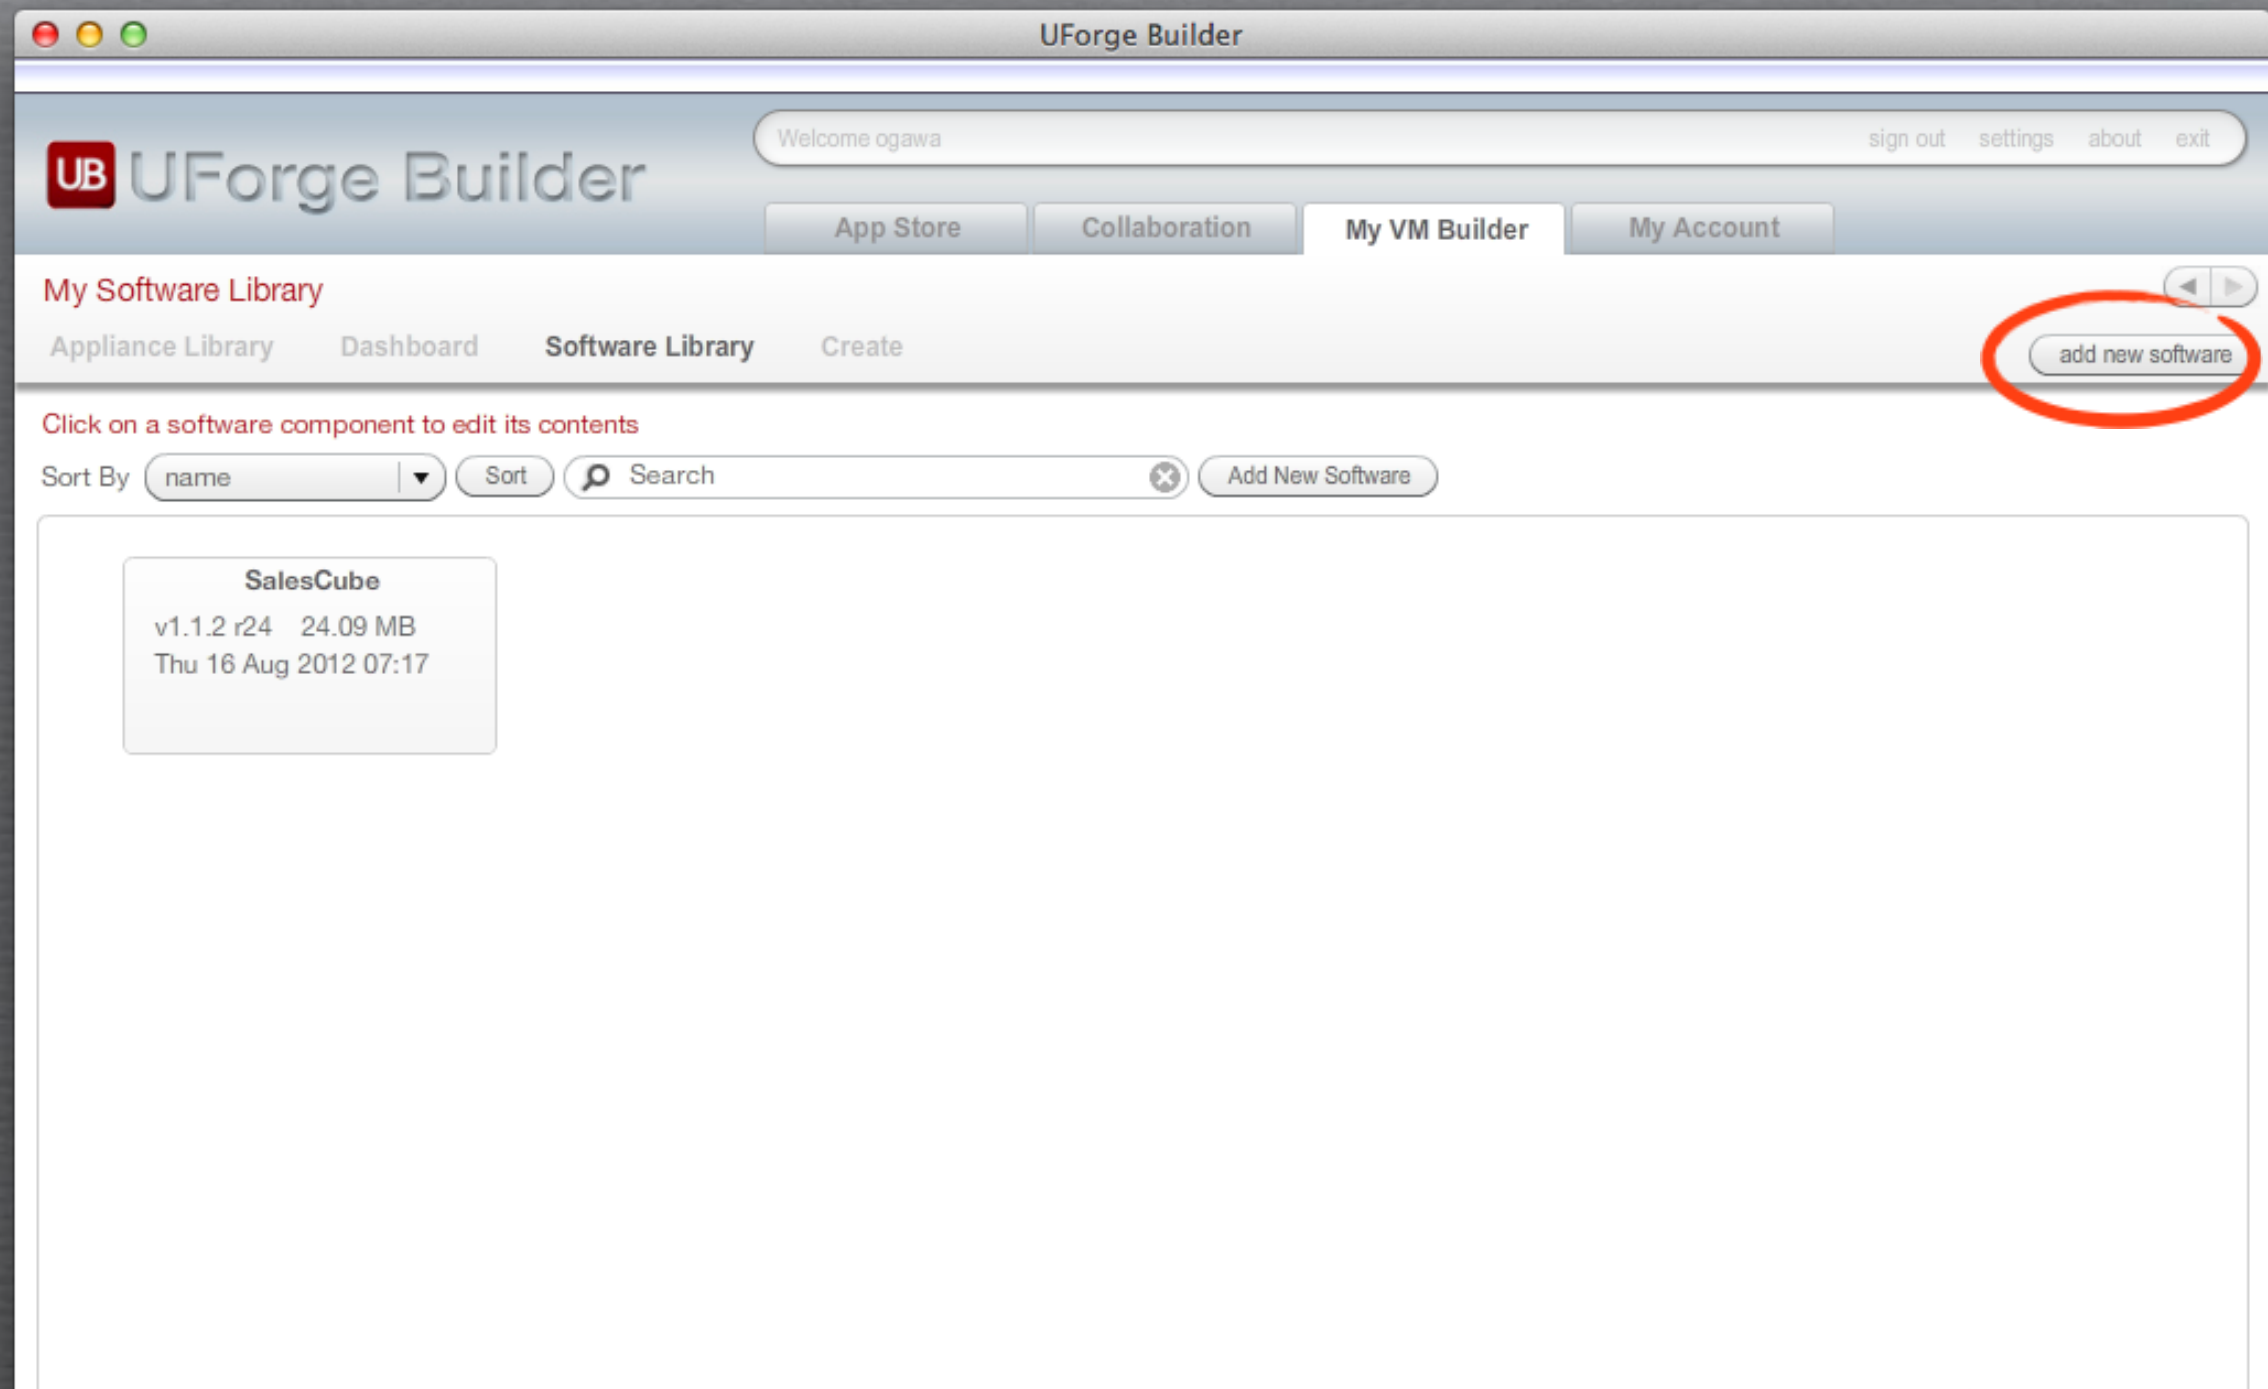 UForge Builder
Welcome ogawa sign out settings about exit
UB UForge Builder
App Store Collaboration My VM Builder My Account
My Software Library
Appliance Library Dashboard Software Library Create add new software
Click on a software component to edit its contents
Sort By name Sort Search Add New Software
SalesCube
v1.1.2 r24 24.09 MB
Thu 16 Aug 2012 07:17